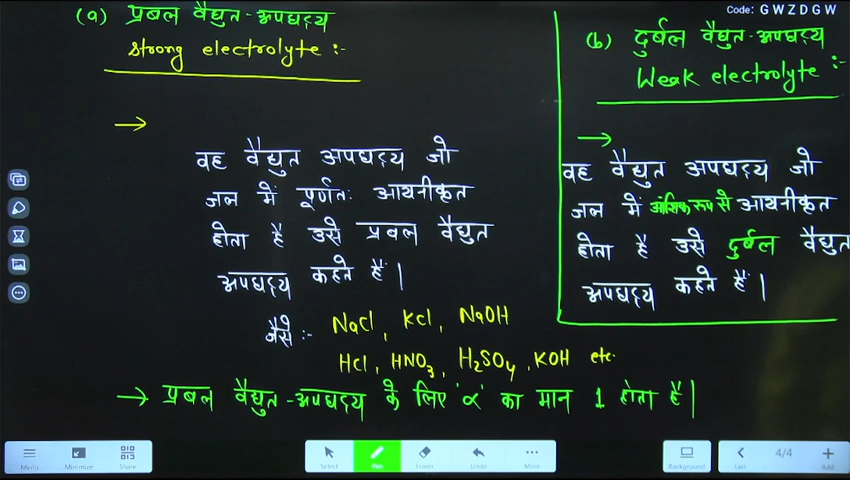 Code: G W Z D G W
(a) प्रबल वैद्युत-अपघट्य
Strong electrolyte :-
→
वह वैद्युत अपघट्य जो
जल में पूर्णतः आयनीकृत
होता है उसे प्रबल वैद्युत
अपघट्य कहते हैं।
जैसे :- NaCl, KCl, NaOH
HCl, HNO3, H2SO4, KOH etc.
→ प्रबल वैद्युत-अपघट्य के लिए 'α' का मान 1 होता है।
(b) दुर्बल वैद्युत-अपघट्य
Weak electrolyte :-
→
वह वैद्युत अपघट्य जो
जल में आंशिक रूप से आयनीकृत
होता है उसे दुर्बल वैद्युत
अपघट्य कहते हैं।
Menu Minimize Share Select Pen Eraser Undo More Background Last 4/4 Add